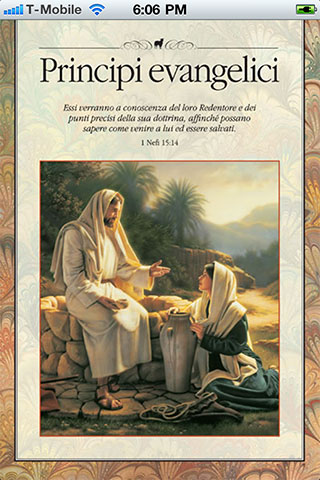 T-Mobile 6:06 PM
Principi evangelici
Essi verranno a conoscenza del loro Redentore e dei
punti precisi della sua dottrina, affinché possano
sapere come venire a lui ed essere salvati.
1 Nefi 15:14